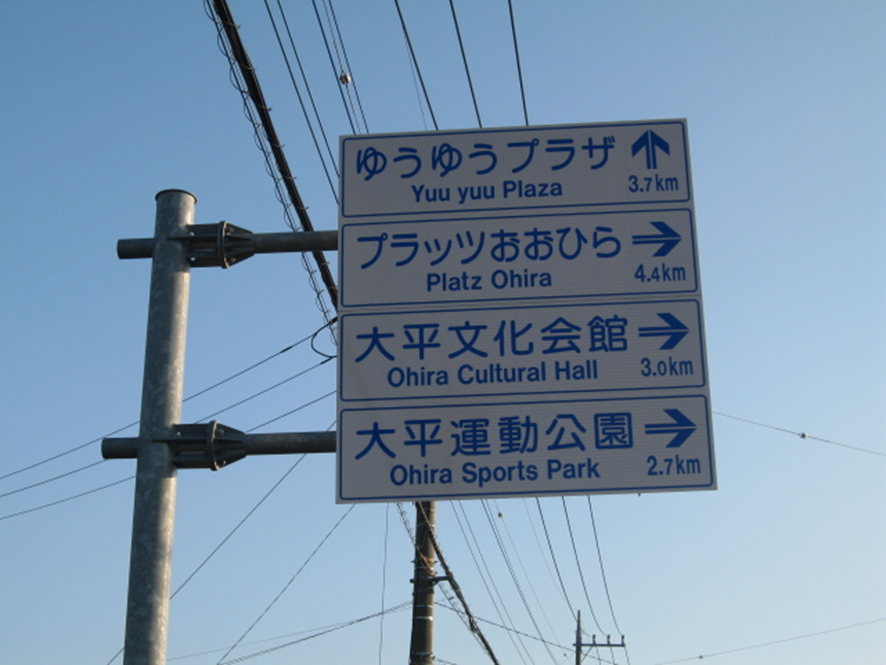 ゆうゆうプラザ
Yuu yuu Plaza
3.7km
プラッツおおひら
Platz Ohira
4.4km
大平文化会館
Ohira Cultural Hall
3.0km
大平運動公園
Ohira Sports Park
2.7km